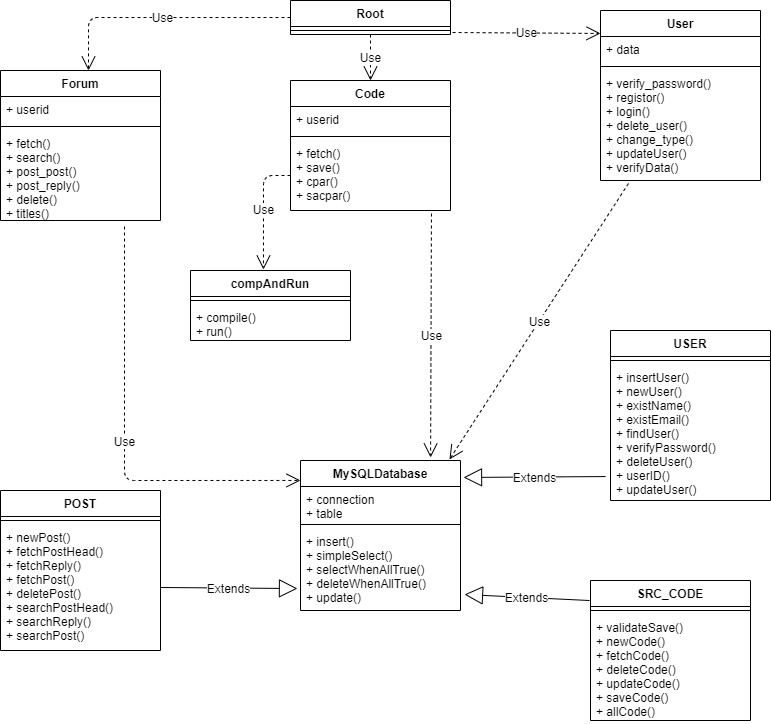 Root
Use
Use
Use
User
+ data
+ verify_password()
+ registor()
+ login()
+ delete_user()
+ change_type()
+ updateUser()
+ verifyData()
Forum
+ userid
+ fetch()
+ search()
+ post_post()
+ post_reply()
+ delete()
+ titles()
Code
+ userid
+ fetch()
+ save()
+ cpar()
+ sacpar()
Use
compAndRun
+ compile()
+ run()
Use
Use
Use
USER
+ insertUser()
+ newUser()
+ existName()
+ existEmail()
+ findUser()
+ verifyPassword()
+ deleteUser()
+ userID()
+ updateUser()
MySQLDatabase
+ connection
+ table
+ insert()
+ simpleSelect()
+ selectWhenAllTrue()
+ deleteWhenAllTrue()
+ update()
Extends
POST
+ newPost()
+ fetchPostHead()
+ fetchReply()
+ fetchPost()
+ deletePost()
+ searchPostHead()
+ searchReply()
+ searchPost()
Extends
Extends
SRC_CODE
+ validateSave()
+ newCode()
+ fetchCode()
+ deleteCode()
+ updateCode()
+ saveCode()
+ allCode()